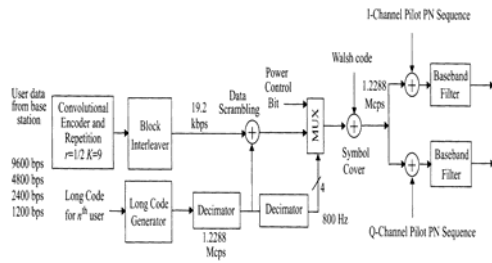 I-Channel Pilot PN Sequence
User data
from base
station
Convolutional
Encoder and
Repetition
r=1/2 K=9
Block
Interleaver
19.2
kbps
Data
Scrambling
Power
Control
Bit
MUX
Walsh code
1.2288
Mcps
Symbol
Cover
Baseband
Filter
Baseband
Filter
9600 bps
4800 bps
2400 bps
1200 bps
Long Code
for nth user
Long Code
Generator
Decimator
Decimator
1.2288
Mcps
4
800 Hz
Q-Channel Pilot PN Sequence